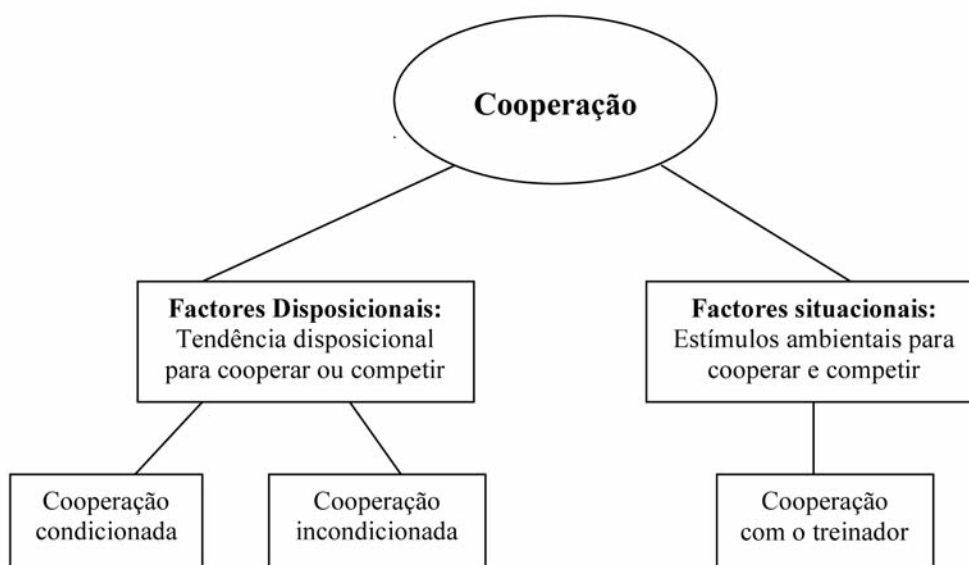 Cooperação
Factores Disposicionais:
Tendência disposicional
para cooperar ou competir
Factores situacionais:
Estímulos ambientais para
cooperar e competir
Cooperação
condicionada
Cooperação
incondicionada
Cooperação
com o treinador